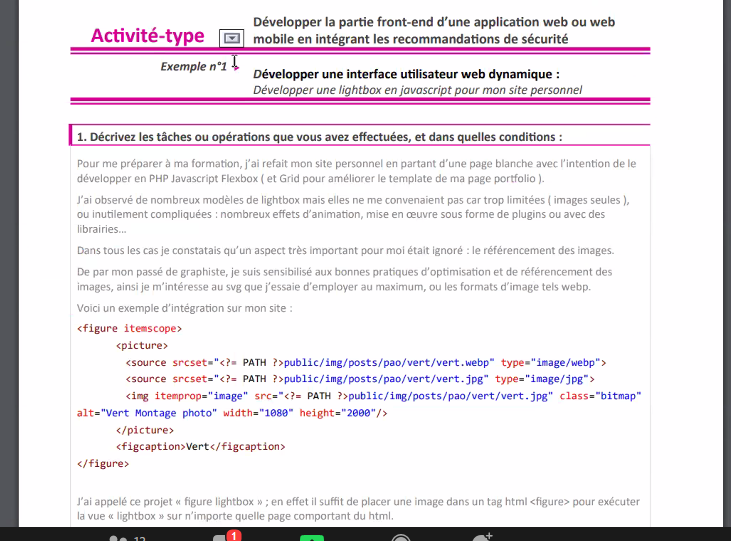 Développer la partie front-end d'une application web ou web
Activité-type
mobile en intégrant les recommandations de sécurité
Exemple n°1
Développer une interface utilisateur web dynamique :
Développer une lightbox en javascript pour mon site personnel
1. Décrivez les tâches ou opérations que vous avez effectuées, et dans quelles conditions :
Pour me préparer à ma formation, j'ai refait mon site personnel en partant d'une page blanche avec l'intention de le
développer en PHP Javascript Flexbox ( et Grid pour améliorer le template de ma page portfolio ).
J'ai observé de nombreux modèles de lightbox mais elles ne me convenaient pas car trop limitées ( images seules ),
ou inutilement compliquées : nombreux effets d'animation, mise en œuvre sous forme de plugins ou avec des
librairies...
Dans tous les cas je constatais qu'un aspect très important pour moi était ignoré : le référencement des images.
De par mon passé de graphiste, je suis sensibilisé aux bonnes pratiques d'optimisation et de référencement des
images, ainsi je m'intéresse au svg que j'essaie d'employer au maximum, ou les formats d'image tels webp.
Voici un exemple d'intégration sur mon site :
<figure itemscope>
<picture>
<source srcset="<?= PATH ?>public/img/posts/pao/vert/vert.webp" type="image/webp">
<source srcset="<?= PATH ?>public/img/posts/pao/vert/vert.jpg" type="image/jpg">
<img itemprop="image" src="<?= PATH ?>public/img/posts/pao/vert/vert.jpg" class="bitmap"
alt="Vert Montage photo" width="1080" height="2000"/>
</picture>
<figcaption>Vert</figcaption>
</figure>
J'ai appelé ce projet « figure lightbox » ; en effet il suffit de placer une image dans un tag html <figure> pour exécuter
la vue « lightbox » sur n'importe quelle page comportant du html.
1